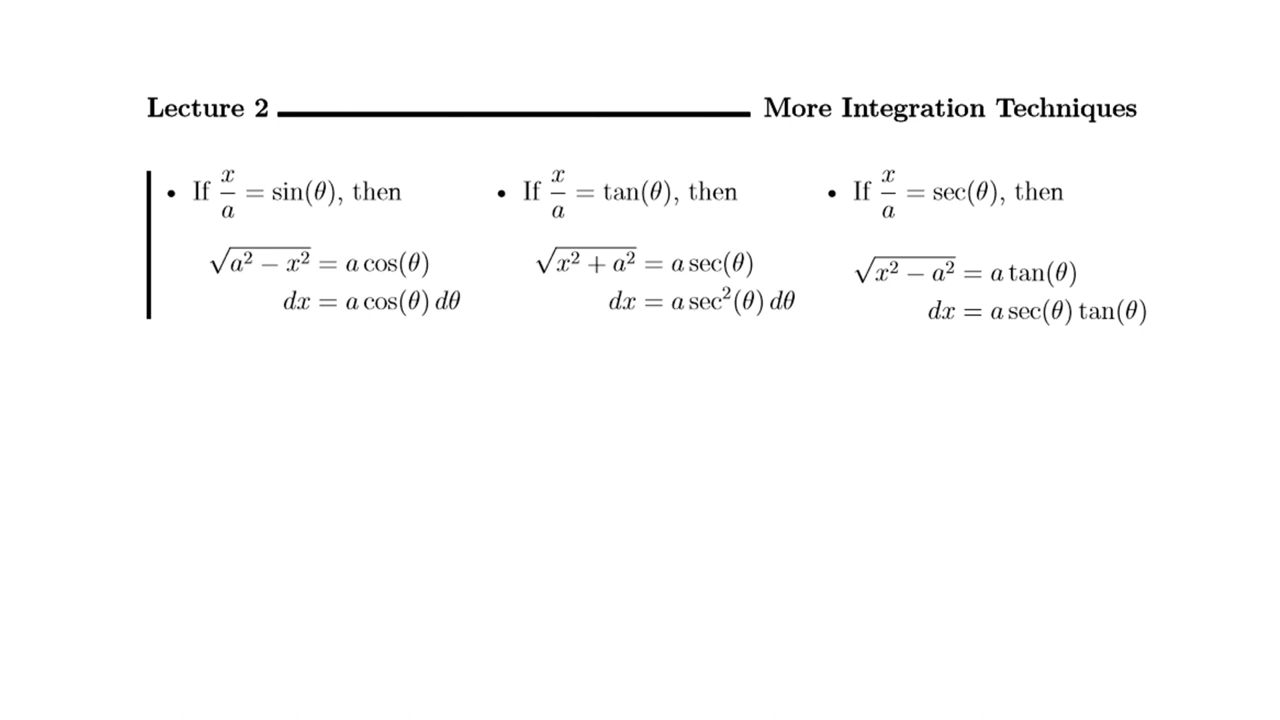 Lecture 2 More Integration Techniques
• If x/a = sin(θ), then
√(a² − x²) = a cos(θ)
dx = a cos(θ) dθ
• If x/a = tan(θ), then
√(x² + a²) = a sec(θ)
dx = a sec²(θ) dθ
• If x/a = sec(θ), then
√(x² − a²) = a tan(θ)
dx = a sec(θ) tan(θ)